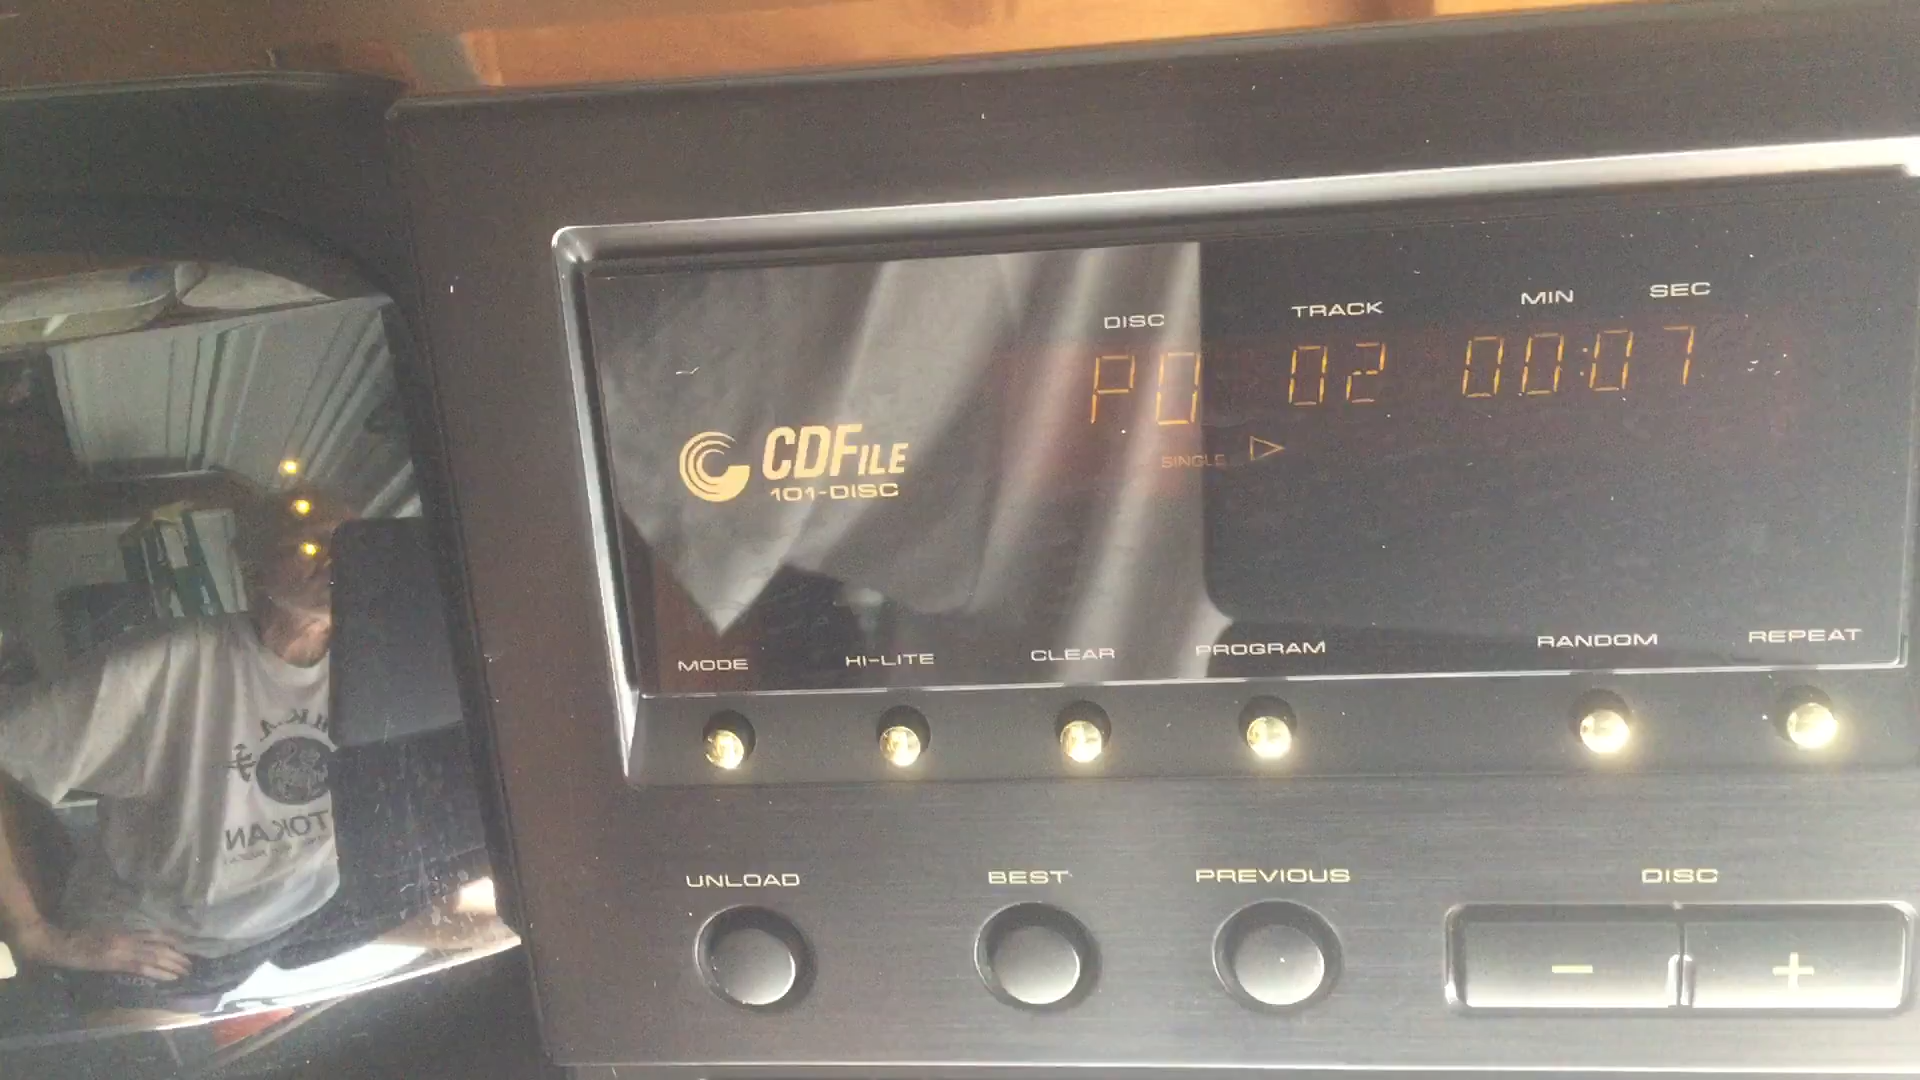 DISC TRACK MIN SEC
P0 02 00:07
SINGLE
CDFILE
101-DISC
MODE HI-LITE CLEAR PROGRAM RANDOM REPEAT
UNLOAD BEST PREVIOUS DISC
- +
TOKAN